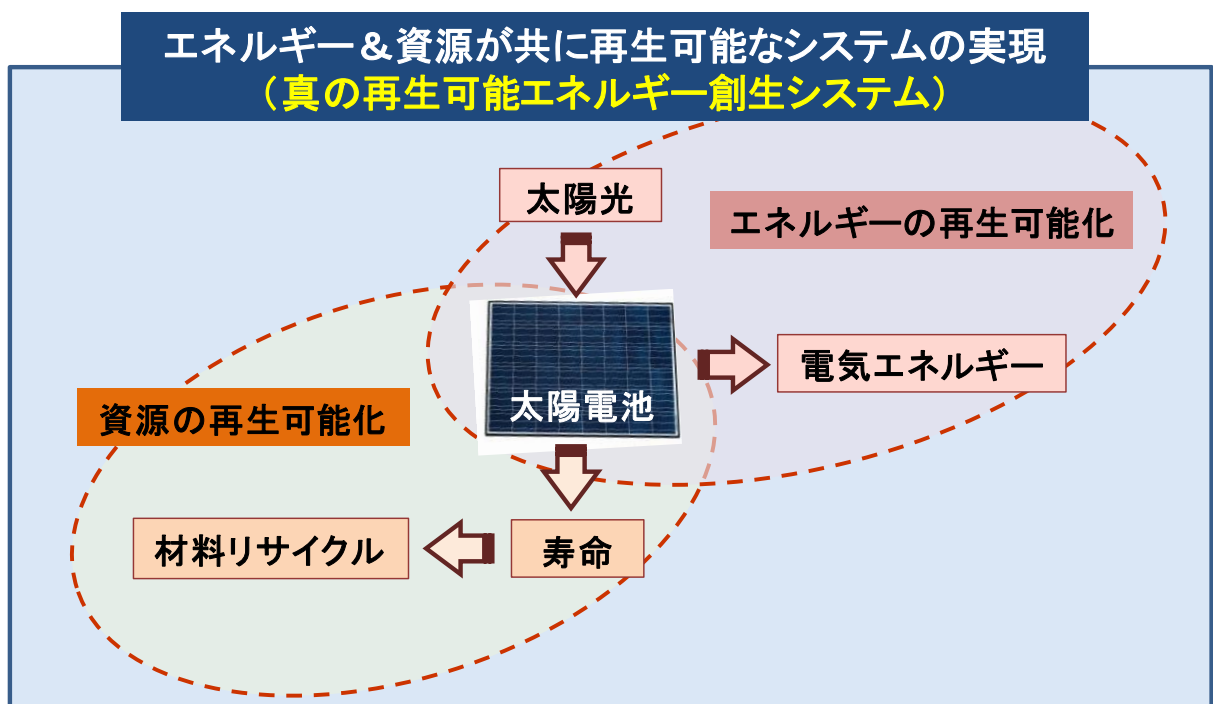 エネルギー＆資源が共に再生可能なシステムの実現
（真の再生可能エネルギー創生システム）
太陽光
エネルギーの再生可能化
電気エネルギー
太陽電池
資源の再生可能化
寿命
材料リサイクル